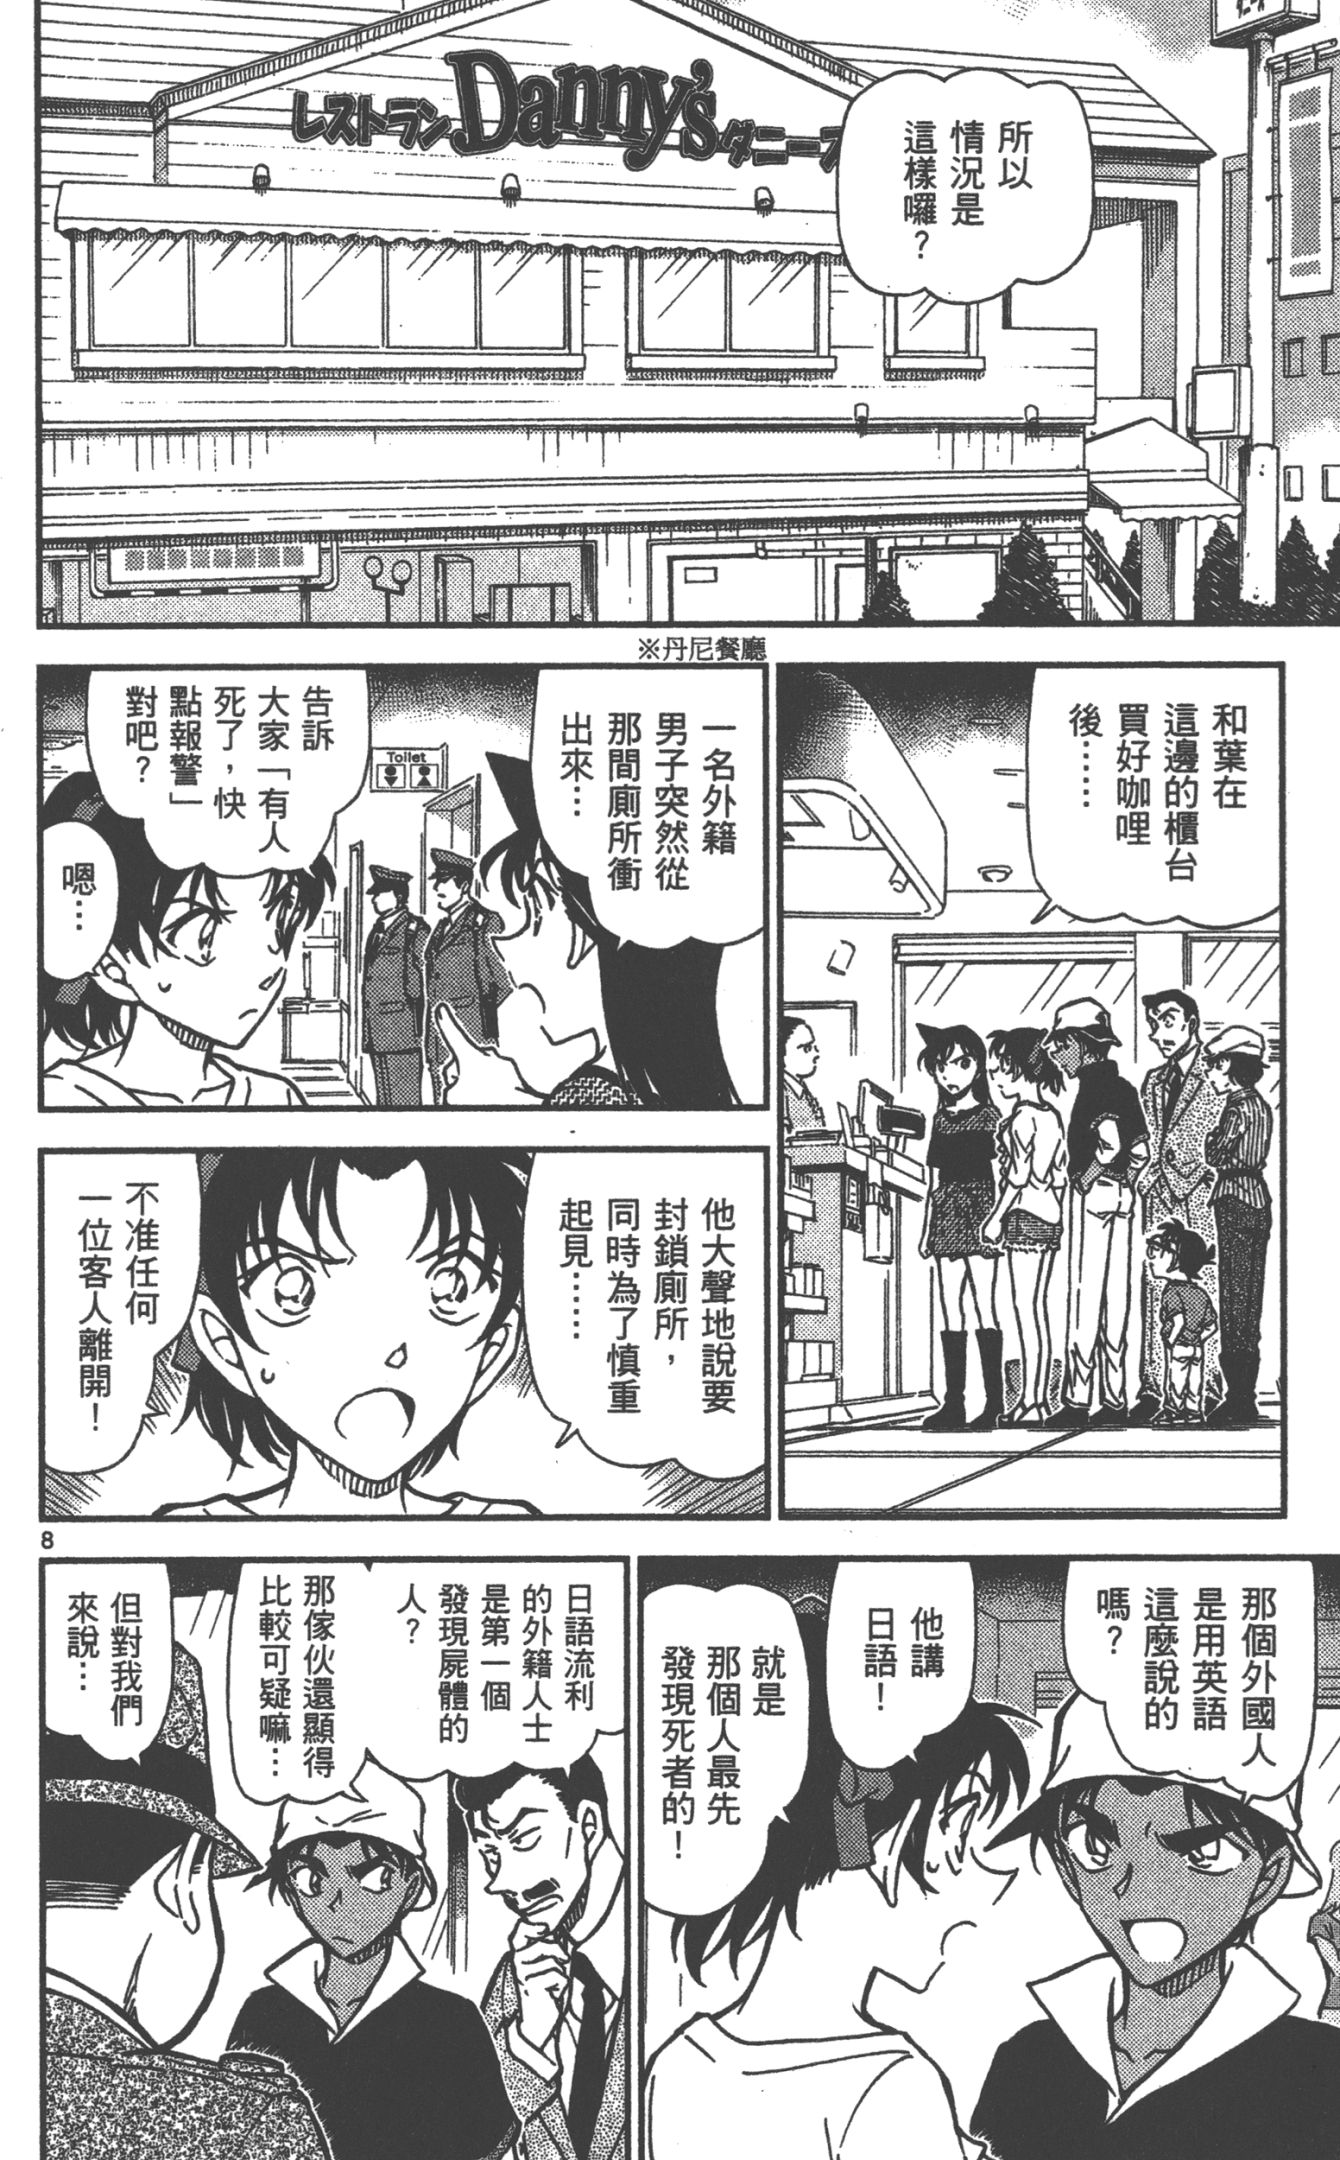 レストラン Danny's ダニーズ
所以
情況是
這樣囉？
※丹尼餐廳
和葉在
這邊的櫃台
買好咖哩
後……
一名外籍
男子突然從
那間廁所衝
出來…
Toilet
告訴
大家「有人
死了，快
點報警」
對吧？
嗯…
他大聲地說要
封鎖廁所，
同時為了慎重
起見……
不准任何
一位客人離開！
8
那個外國人
是用英語
這麼說的
嗎？
他講
日語！
就是
那個人最先
發現死者的！
日語流利
的外籍人士
是第一個
發現屍體的
人？
那傢伙還顯得
比較可疑嘛…
但對我們
來說…